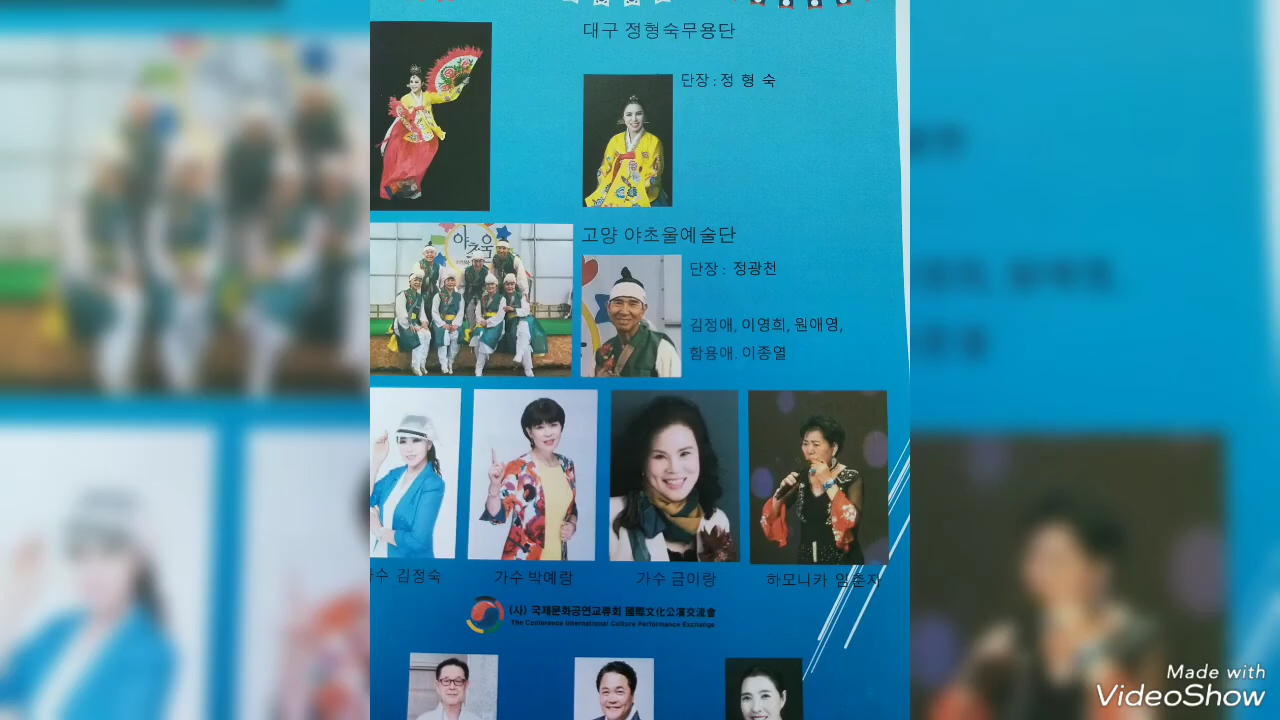 대구 정형숙무용단
단장 : 정 형 숙
고양 야초울예술단
단장 : 정광천
김정애, 이영희, 원애영,
함용애. 이종열
야초욱
가수 김정숙
가수 박예랑
가수 금이랑
하모니카 임춘자
(사) 국제문화공연교류회 國際文化公演交流會
The Conference International Culture Performance Exchange
Made with
VideoShow